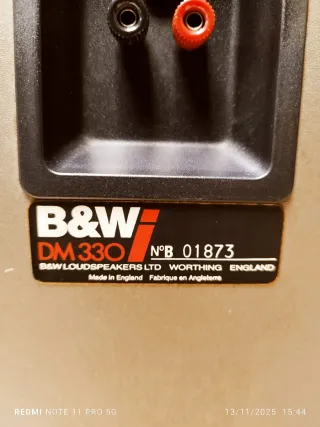 B&W i
DM 330 NºB 01873
B&W LOUDSPEAKERS LTD WORTHING ENGLAND
Made in England Fabriqué en Angleterre
REDMI NOTE 11 PRO 5G 13/11/2025 15:44